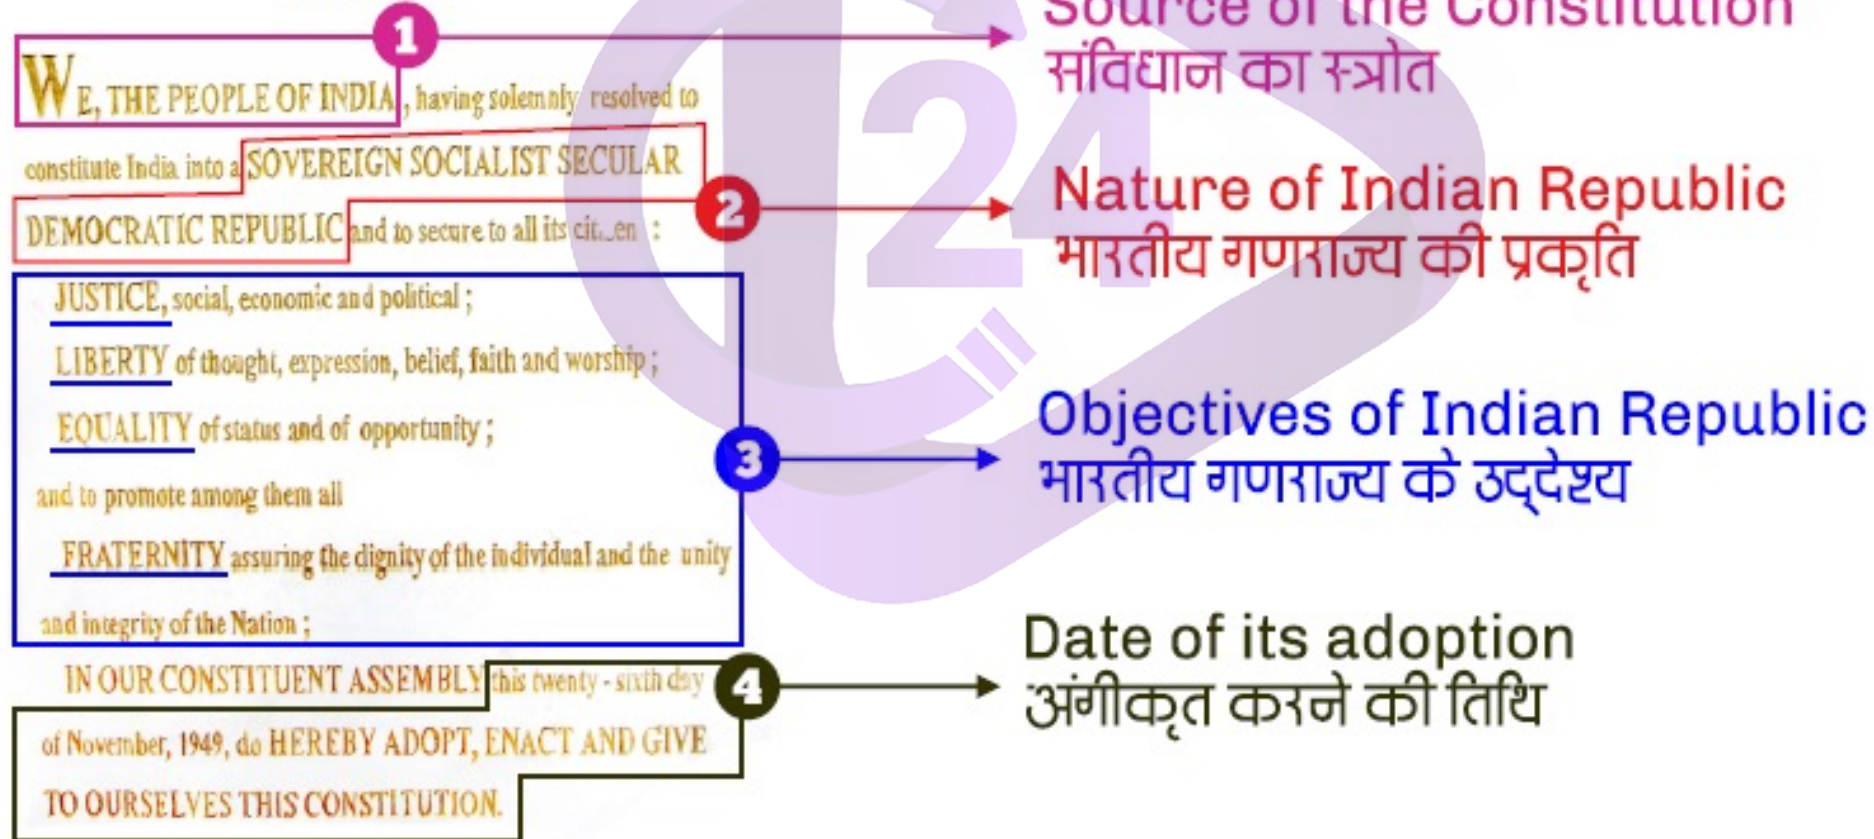 1
Source of the Constitution
संविधान का स्त्रोत
WE, THE PEOPLE OF INDIA, having solemnly resolved to
constitute India into a SOVEREIGN SOCIALIST SECULAR
DEMOCRATIC REPUBLIC and to secure to all its
2
Nature of Indian Republic
भारतीय गणराज्य की प्रकृति
JUSTICE, social, economic and political ;
LIBERTY of thought, expression, belief, faith and worship ;
EQUALITY of status and of opportunity ;
and to promote among them all
FRATERNITY assuring the dignity of the individual and the unity
and integrity of the Nation ;
3
Objectives of Indian Republic
भारतीय गणराज्य के उद्देश्य
IN OUR CONSTITUENT ASSEMBLY this twenty - sixth day
of November, 1949, do HEREBY ADOPT, ENACT AND GIVE
TO OURSELVES THIS CONSTITUTION.
4
Date of its adoption
अंगीकृत करने की तिथि
24